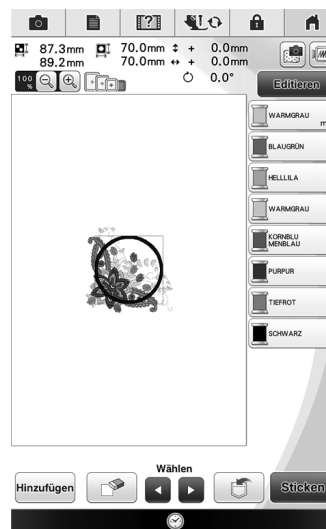 87.3mm 70.0mm + 0.0mm
89.2mm 70.0mm + 0.0mm
100 % 0.0°
Editieren
WARMGRAU
m
BLAUGRÜN
HELLLILA
WARMGRAU
KORNBLU
MENBLAU
PURPUR
TIEFROT
SCHWARZ
Wählen
Hinzufügen
Sticken